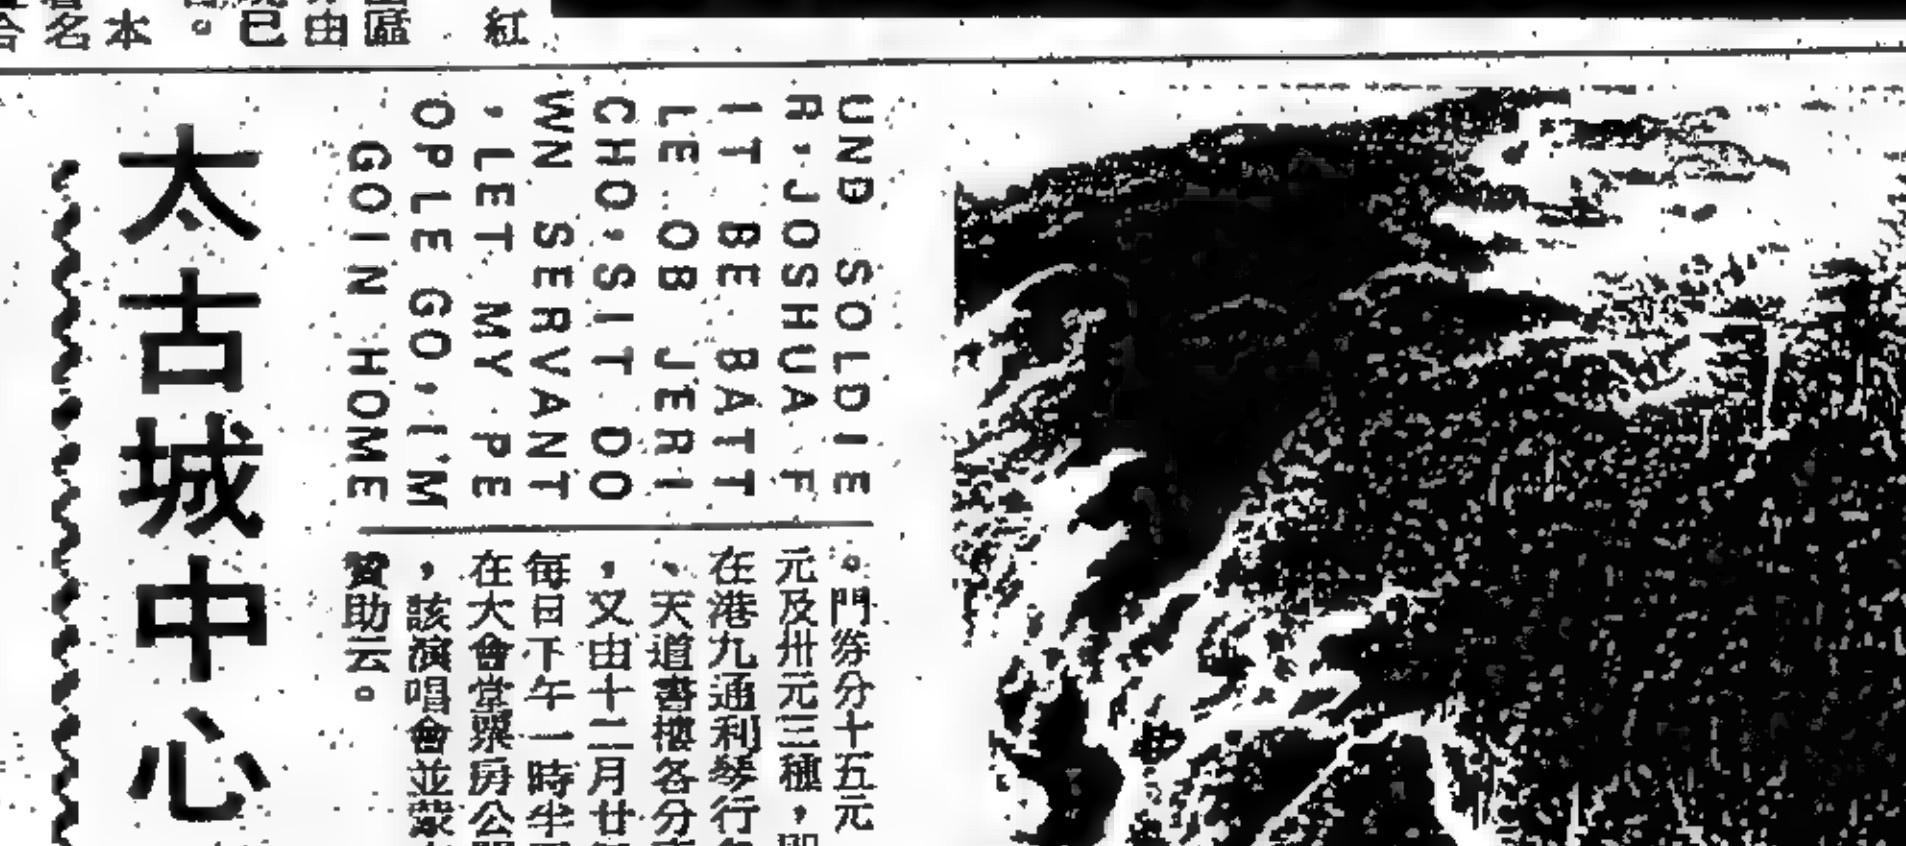 紅
區
由
已
。
本
名
合
UND SOLDIE
R,JOSHUA F
IT BE BATT
LE OB JERI
CHO,SIT DO
WN SERVANT
,LET MY PE
OPLE GO,I'M
GOIN HOME
。門券分十五元
元及卅元三種，
在港九通利琴行
，天道書樓各分
，又由十二月廿
每日下午一時半
在大會堂票房公
，該演唱會並蒙
贊助云。
太古城中心